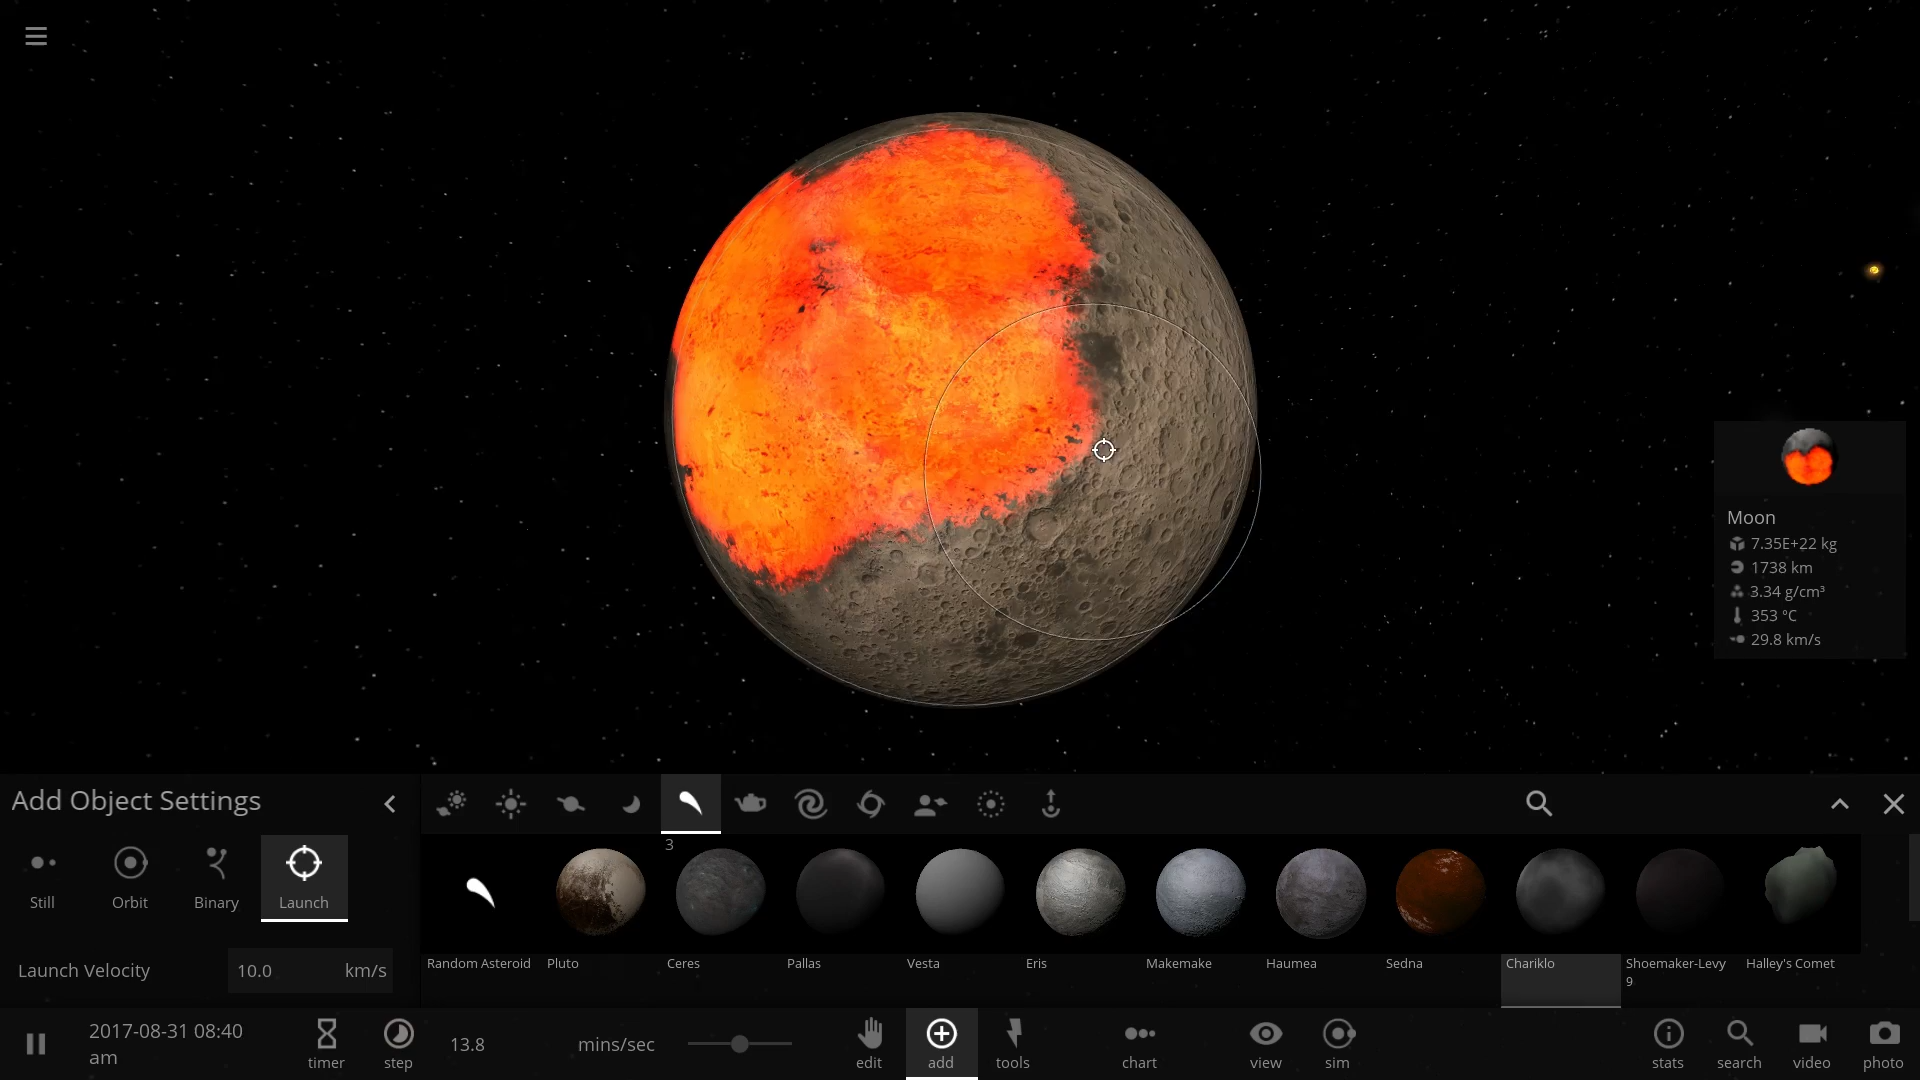 Moon
7.35E+22 kg
1738 km
3.34 g/cm³
353 °C
29.8 km/s
Add Object Settings
Still
Orbit
Binary
Launch
Launch Velocity
10.0
km/s
3
Random Asteroid
Pluto
Ceres
Pallas
Vesta
Eris
Makemake
Haumea
Sedna
Chariklo
Shoemaker-Levy
9
Halley's Comet
2017-08-31 08:40
am
timer
step
13.8
mins/sec
edit
add
tools
chart
view
sim
stats
search
video
photo